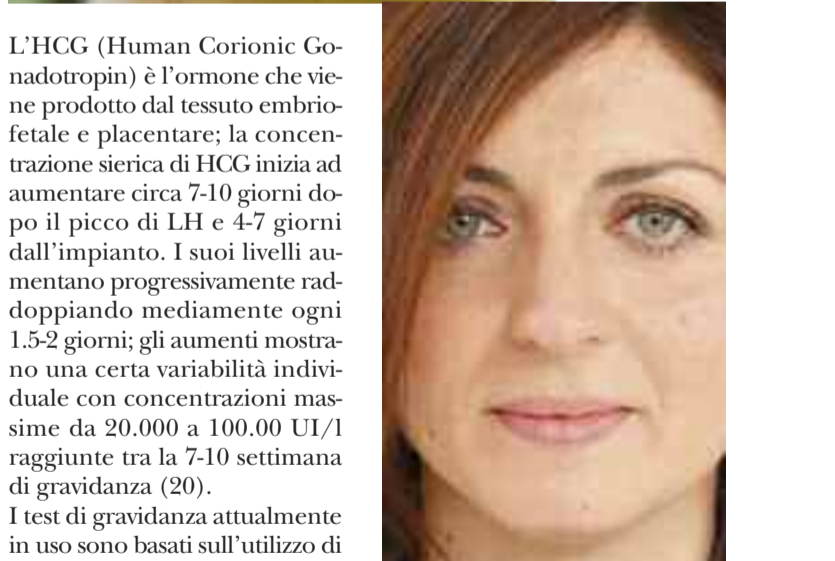 L'HCG (Human Corionic Go-
nadotropin) è l'ormone che vie-
ne prodotto dal tessuto embrio-
fetale e placentare; la concen-
trazione sierica di HCG inizia ad
aumentare circa 7-10 giorni do-
po il picco di LH e 4-7 giorni
dall'impianto. I suoi livelli au-
mentano progressivamente rad-
doppiando mediamente ogni
1.5-2 giorni; gli aumenti mostra-
no una certa variabilità indivi-
duale con concentrazioni mas-
sime da 20.000 a 100.00 UI/l
raggiunte tra la 7-10 settimana
di gravidanza (20).
I test di gravidanza attualmente
in uso sono basati sull'utilizzo di